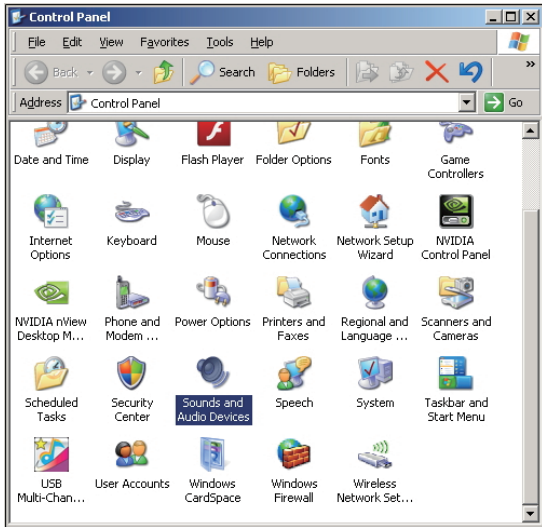 Control Panel
File Edit View Favorites Tools Help
Back Search Folders »
Address Control Panel Go
Date and Time Display Flash Player Folder Options Fonts Game
Controllers
Internet Keyboard Mouse Network Network Setup NVIDIA
Options Connections Wizard Control Panel
NVIDIA nView Phone and Power Options Printers and Regional and Scanners and
Desktop M... Modem ... Faxes Language ... Cameras
Scheduled Security Sounds and Speech System Taskbar and
Tasks Center Audio Devices Start Menu
USB User Accounts Windows Windows Wireless
Multi-Chan... CardSpace Firewall Network Set...